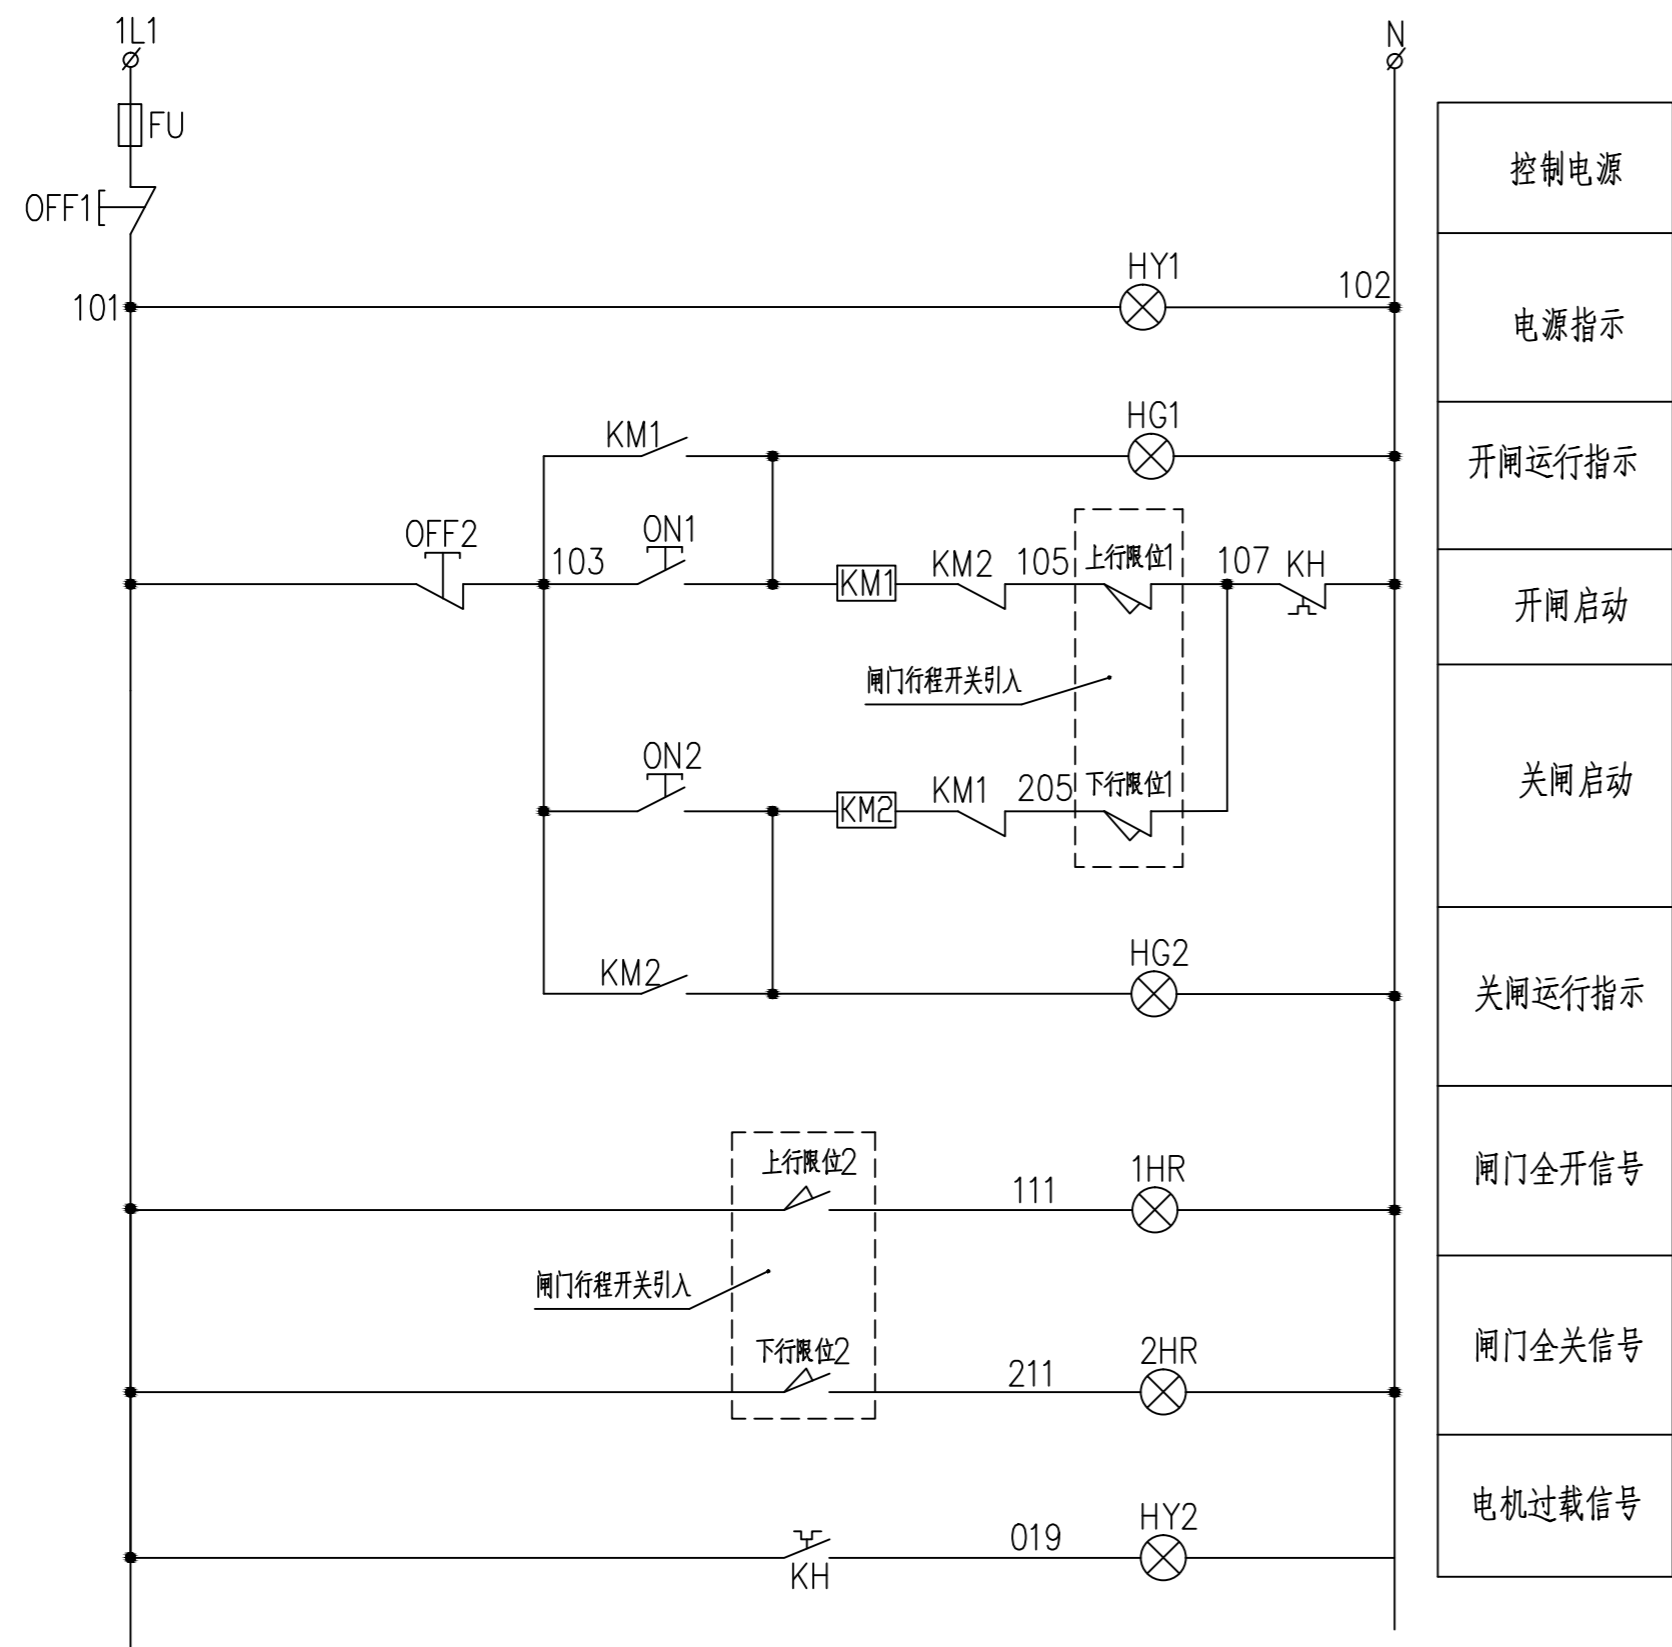 1L1
N
FU
控制电源
OFF1
HY1
102
101
电源指示
HG1
KM1
开闸运行指示
OFF2
ON1
103
KM1
KM2
105
上行限位1
107
KH
开闸启动
闸门行程开关引入
ON2
KM2
KM1
205
下行限位1
关闸启动
HG2
KM2
关闸运行指示
上行限位2
111
1HR
闸门全开信号
闸门行程开关引入
下行限位2
211
2HR
闸门全关信号
019
HY2
KH
电机过载信号